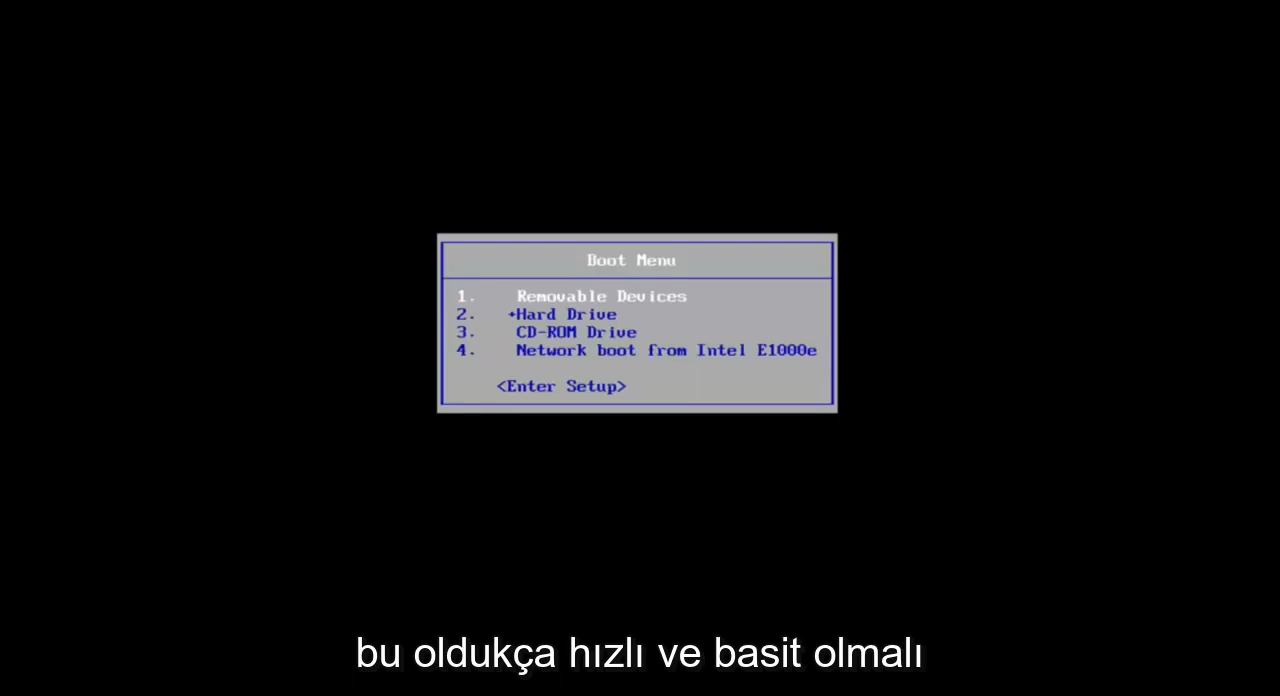 Boot Menu
1. Removable Devices
2. +Hard Drive
3. CD-ROM Drive
4. Network boot from Intel E1000e
<Enter Setup>
bu oldukça hızlı ve basit olmalı